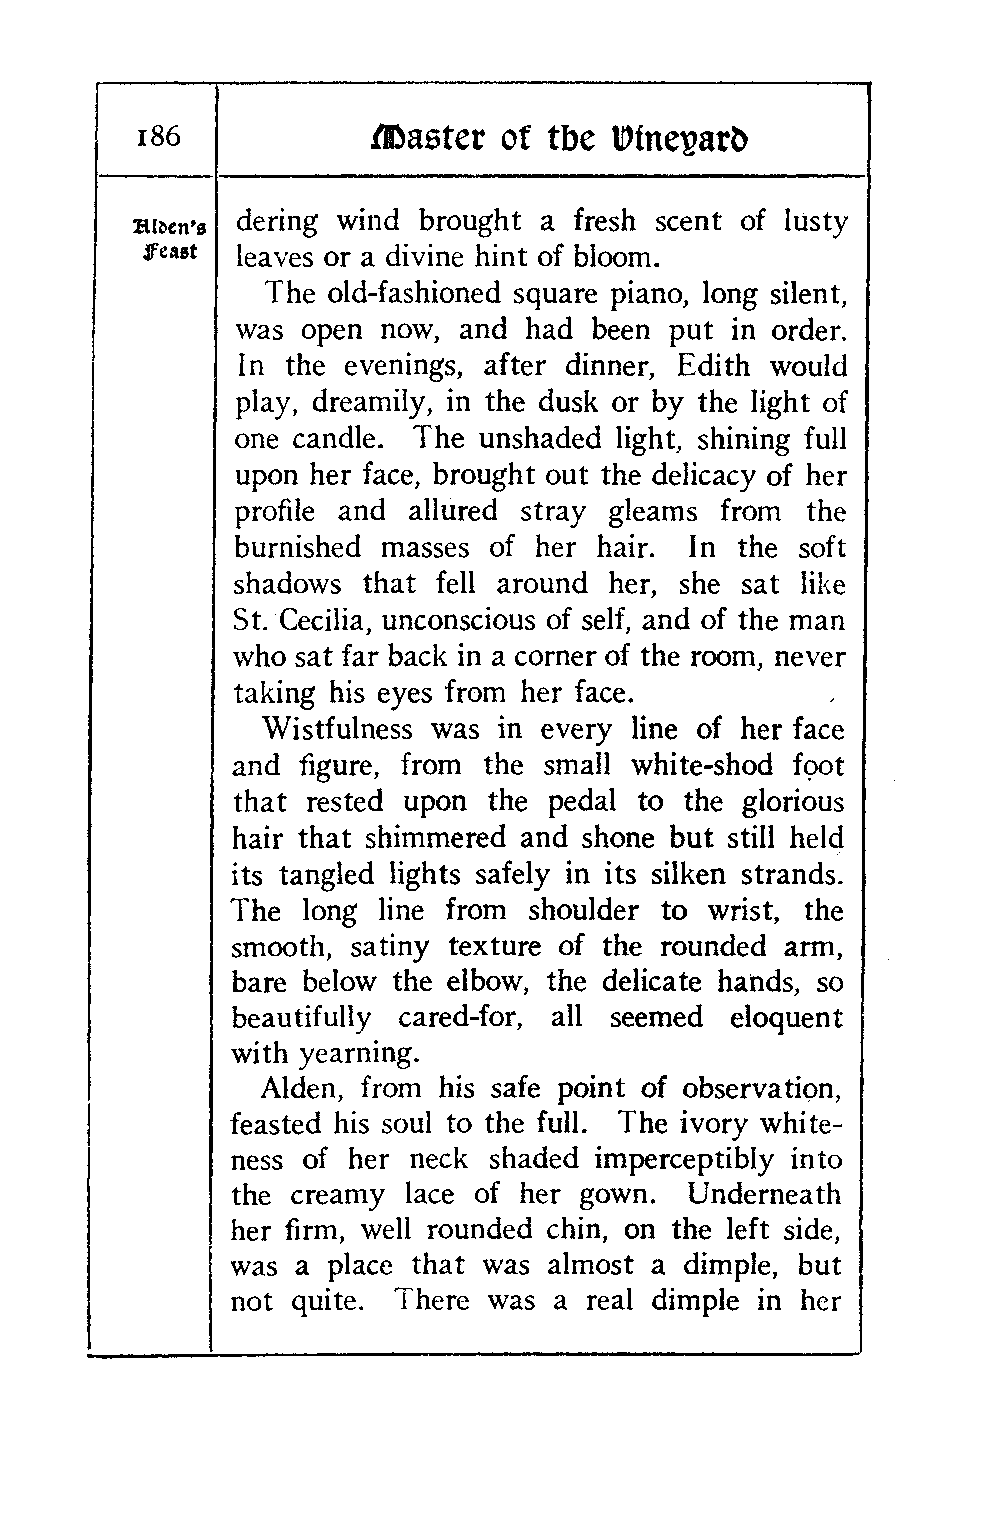 186
Master of the Vineyard
Alden's
Feast
dering wind brought a fresh scent of lusty
leaves or a divine hint of bloom.
The old-fashioned square piano, long silent,
was open now, and had been put in order.
In the evenings, after dinner, Edith would
play, dreamily, in the dusk or by the light of
one candle. The unshaded light, shining full
upon her face, brought out the delicacy of her
profile and allured stray gleams from the
burnished masses of her hair. In the soft
shadows that fell around her, she sat like
St. Cecilia, unconscious of self, and of the man
who sat far back in a corner of the room, never
taking his eyes from her face.
Wistfulness was in every line of her face
and figure, from the small white-shod foot
that rested upon the pedal to the glorious
hair that shimmered and shone but still held
its tangled lights safely in its silken strands.
The long line from shoulder to wrist, the
smooth, satiny texture of the rounded arm,
bare below the elbow, the delicate hands, so
beautifully cared-for, all seemed eloquent
with yearning.
Alden, from his safe point of observation,
feasted his soul to the full. The ivory white-
ness of her neck shaded imperceptibly into
the creamy lace of her gown. Underneath
her firm, well rounded chin, on the left side,
was a place that was almost a dimple, but
not quite. There was a real dimple in her